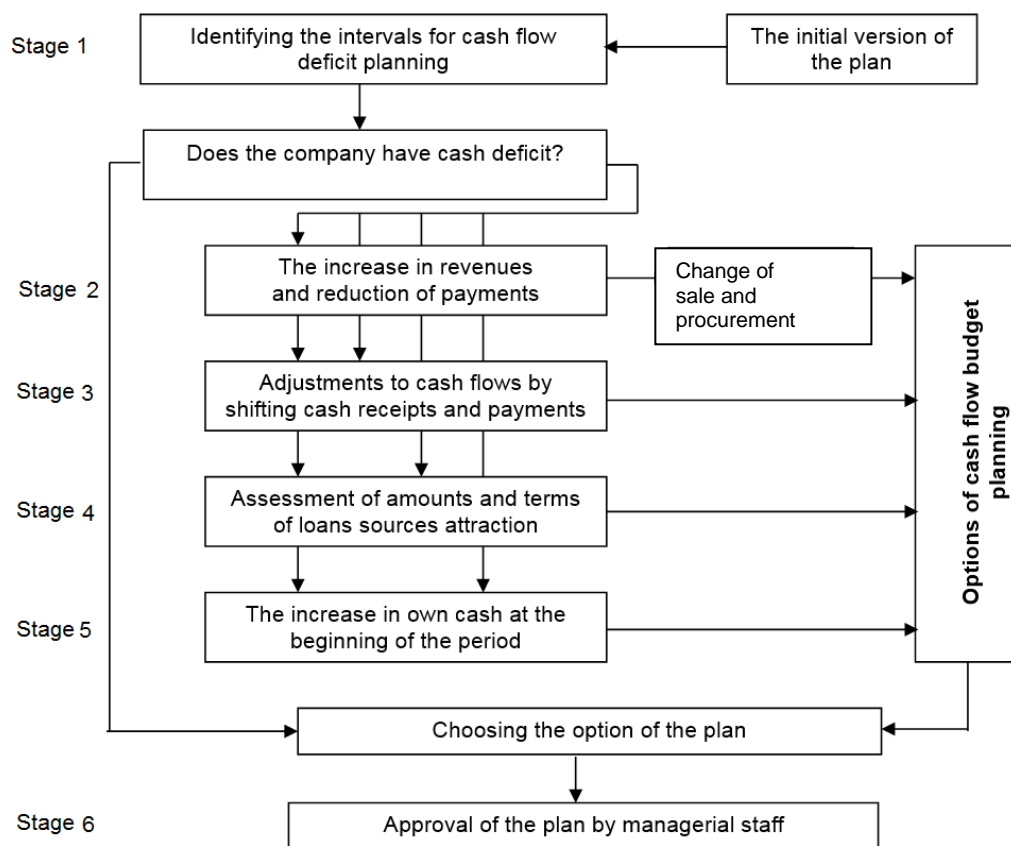 Stage 1
Identifying the intervals for cash flow
deficit planning
The initial version of
the plan
Does the company have cash deficit?
Stage 2
The increase in revenues
and reduction of payments
Change of
sale and
procurement
Stage 3
Adjustments to cash flows by
shifting cash receipts and payments
Stage 4
Assessment of amounts and terms
of loans sources attraction
Stage 5
The increase in own cash at the
beginning of the period
Options of cash flow budget
planning
Choosing the option of the plan
Stage 6
Approval of the plan by managerial staff